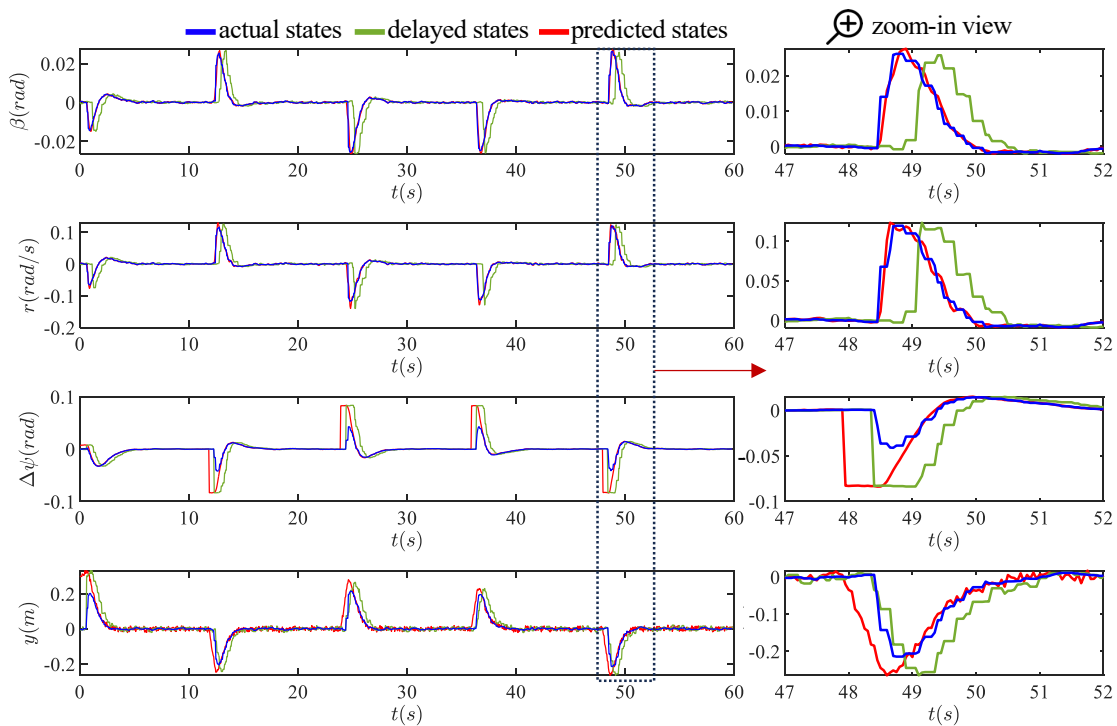 actual states delayed states predicted states zoom-in view
β(rad)
0.02
0
-0.02
0 10 20 30 40 50 60
t(s)
0.02
0.01
0
47 48 49 50 51 52
t(s)
r(rad/s)
0.1
0
-0.1
-0.2
0 10 20 30 40 50 60
t(s)
0.1
0.05
0
47 48 49 50 51 52
t(s)
Δψ(rad)
0.1
0
-0.1
0 10 20 30 40 50 60
t(s)
0
-0.05
-0.1
47 48 49 50 51 52
t(s)
y(m)
0.2
0
-0.2
0 10 20 30 40 50 60
t(s)
0
-0.1
-0.2
47 48 49 50 51 52
t(s)